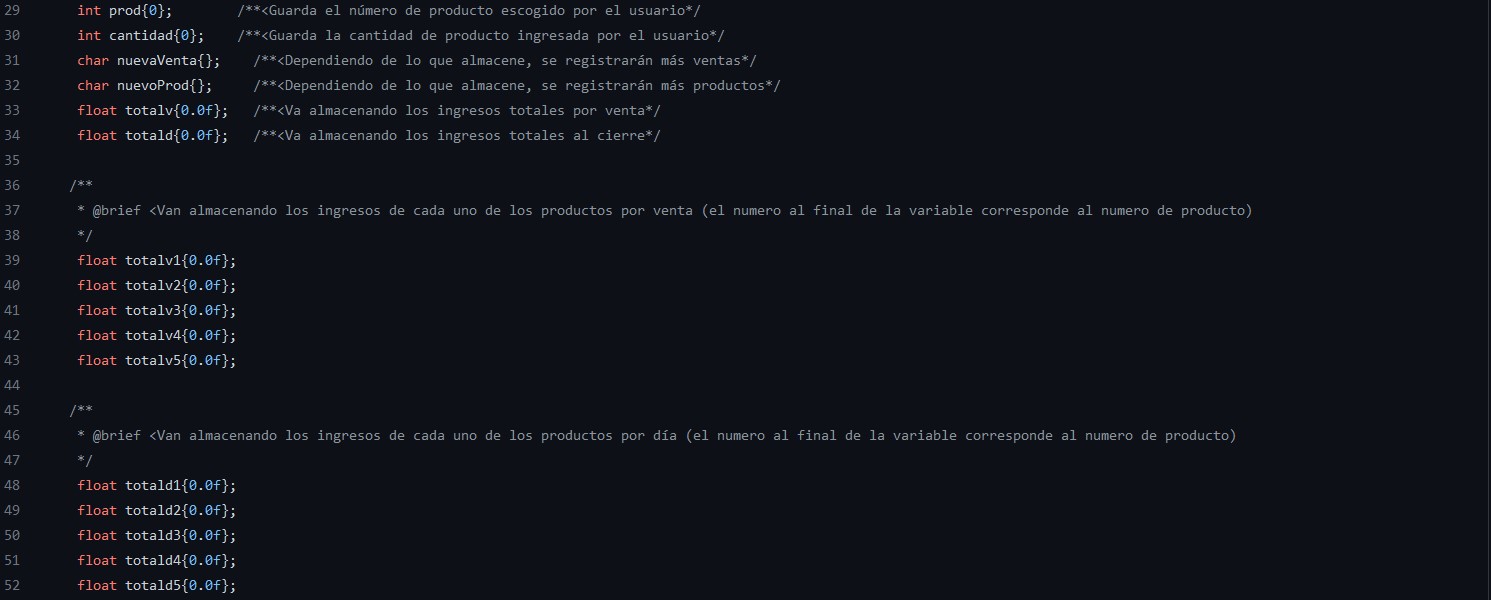 29 int prod{0}; /**<Guarda el número de producto escogido por el usuario*/
30 int cantidad{0}; /**<Guarda la cantidad de producto ingresada por el usuario*/
31 char nuevaVenta{}; /**<Dependiendo de lo que almacene, se registrarán más ventas*/
32 char nuevoProd{}; /**<Dependiendo de lo que almacene, se registrarán más productos*/
33 float totalv{0.0f}; /**<Va almacenando los ingresos totales por venta*/
34 float totald{0.0f}; /**<Va almacenando los ingresos totales al cierre*/
35
36 /**
37 * @brief <Van almacenando los ingresos de cada uno de los productos por venta (el numero al final de la variable corresponde al numero de producto)
38 */
39 float totalv1{0.0f};
40 float totalv2{0.0f};
41 float totalv3{0.0f};
42 float totalv4{0.0f};
43 float totalv5{0.0f};
44
45 /**
46 * @brief <Van almacenando los ingresos de cada uno de los productos por día (el numero al final de la variable corresponde al numero de producto)
47 */
48 float totald1{0.0f};
49 float totald2{0.0f};
50 float totald3{0.0f};
51 float totald4{0.0f};
52 float totald5{0.0f};